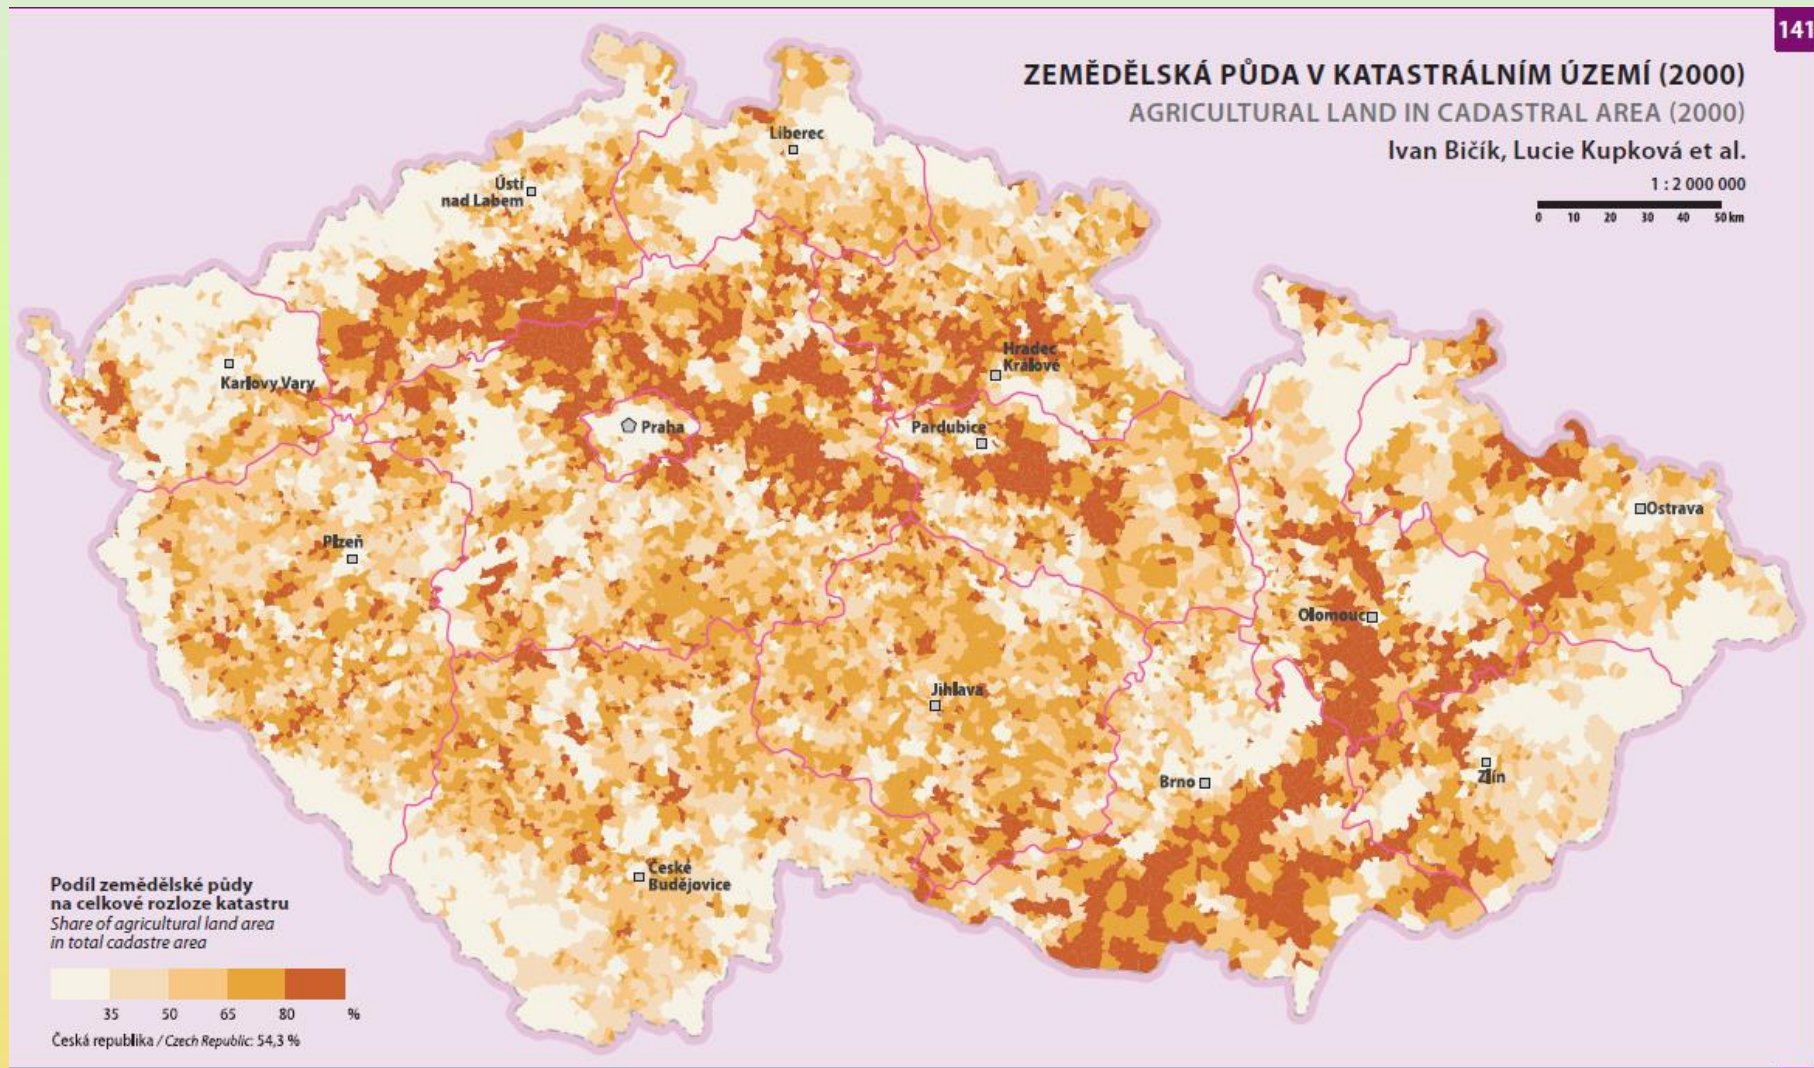 141
ZEMĚDĚLSKÁ PŮDA V KATASTRÁLNÍM ÚZEMÍ (2000)
AGRICULTURAL LAND IN CADASTRAL AREA (2000)
Ivan Bičík, Lucie Kupková et al.
1 : 2 000 000
0 10 20 30 40 50 km
Liberec
Ústí
nad Labem
Karlovy Vary
Hradec
Králové
Praha
Pardubice
Ostrava
Plzeň
Olomouc
Jihlava
Brno
Zlín
České
Budějovice
Podíl zemědělské půdy
na celkové rozloze katastru
Share of agricultural land area
in total cadastre area
35 50 65 80 %
Česká republika / Czech Republic: 54,3 %